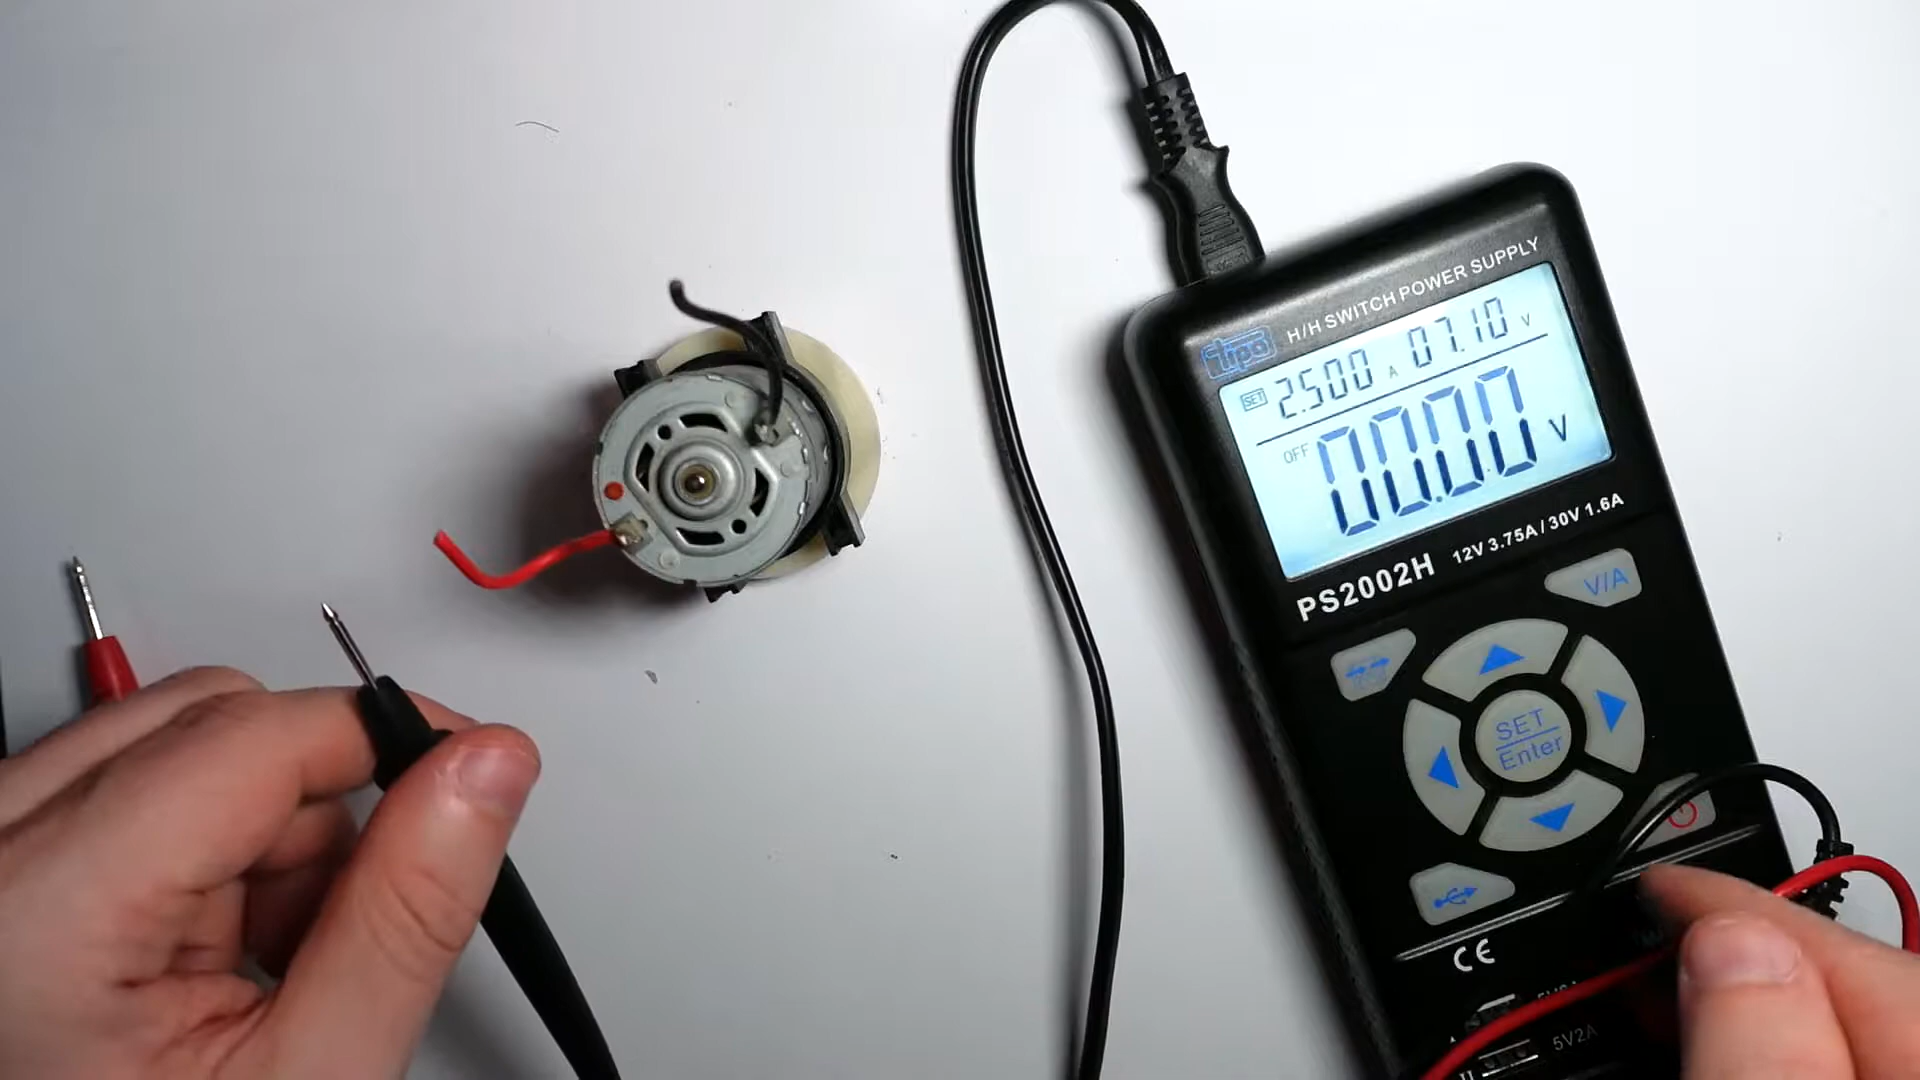 H/H SWITCH POWER SUPPLY
SET 2.500 A 07.10 V
OFF 00.00 V
PS2002H 12V 3.75A / 30V 1.6A
V/A
SET
Enter
CE
5V2A